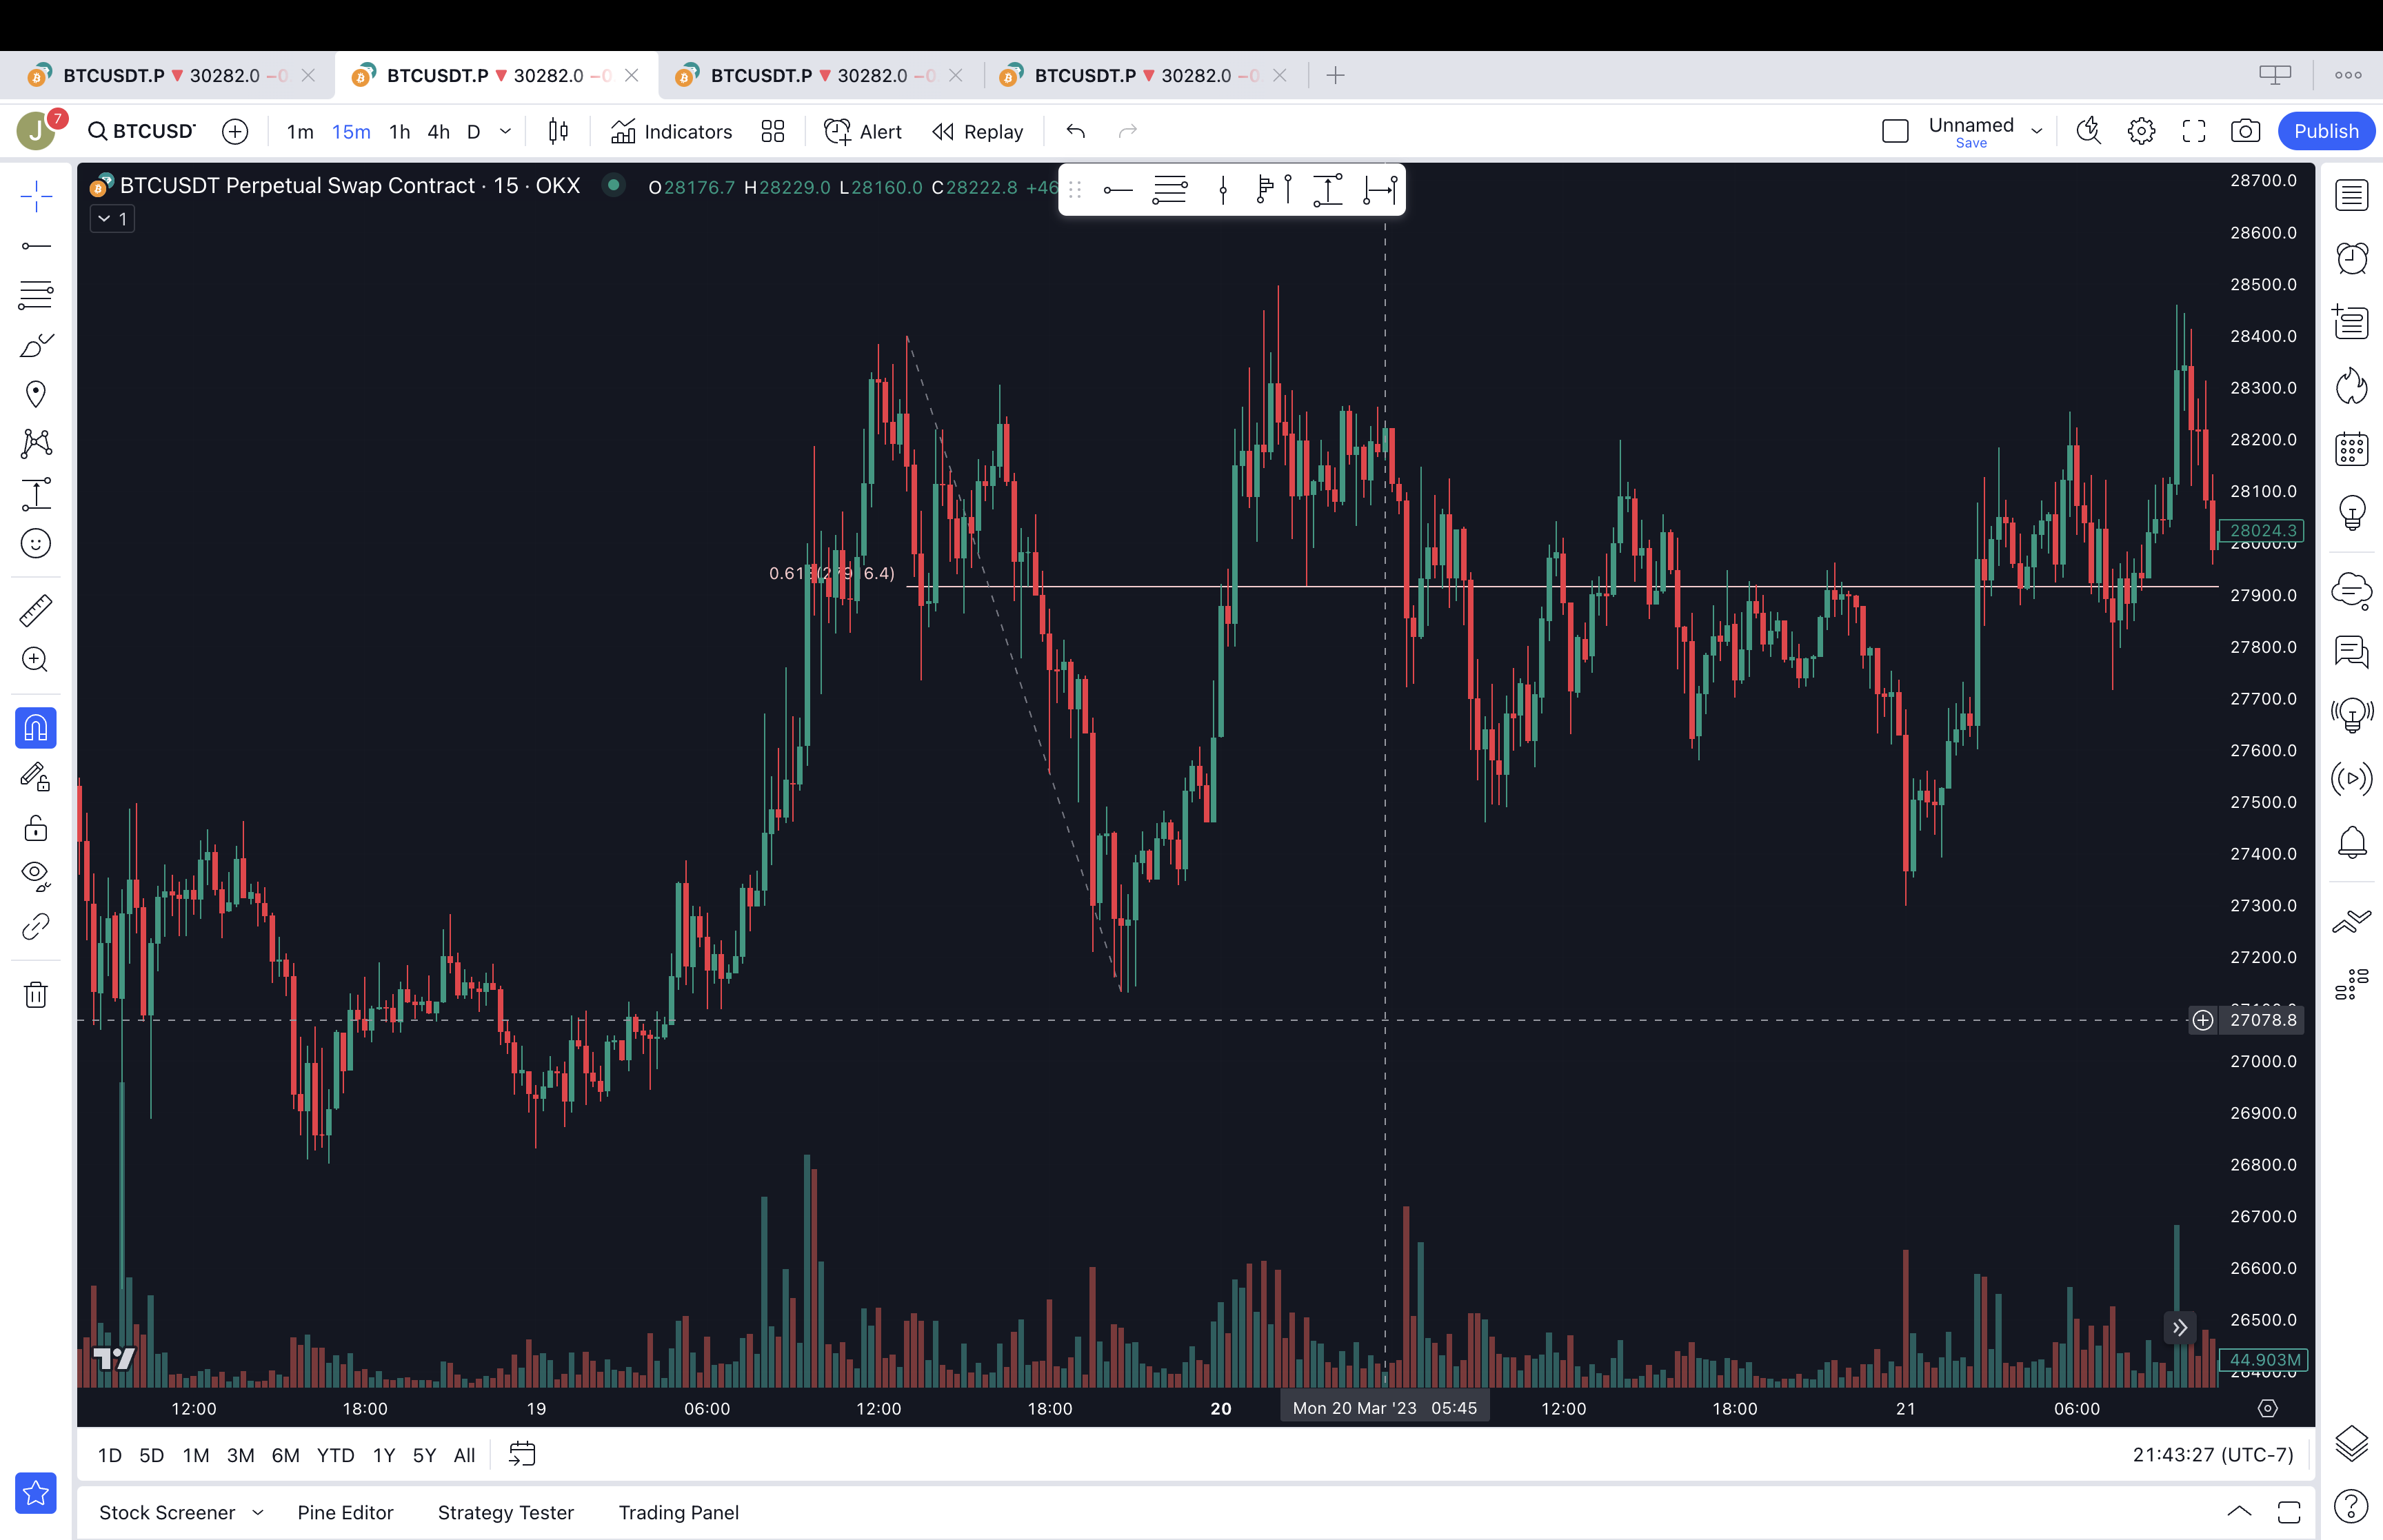 BTCUSDT.P ▼ 30282.0 −0
BTCUSDT.P ▼ 30282.0 −0
BTCUSDT.P ▼ 30282.0 −0
BTCUSDT.P ▼ 30282.0 −0
J 7 BTCUSD 1m 15m 1h 4h D Indicators Alert Replay Unnamed Save Publish
BTCUSDT Perpetual Swap Contract · 15 · OKX O28176.7 H28229.0 L28160.0 C28222.8 +46
1
28700.0
28600.0
28500.0
28400.0
28300.0
28200.0
28100.0
28024.3
28000.0
27900.0
27800.0
27700.0
27600.0
27500.0
27400.0
27300.0
27200.0
27078.8
27000.0
26900.0
26800.0
26700.0
26600.0
26500.0
44.903M
12:00 18:00 19 06:00 12:00 18:00 20 Mon 20 Mar '23 05:45 12:00 18:00 21 06:00
1D 5D 1M 3M 6M YTD 1Y 5Y All 21:43:27 (UTC-7)
Stock Screener Pine Editor Strategy Tester Trading Panel